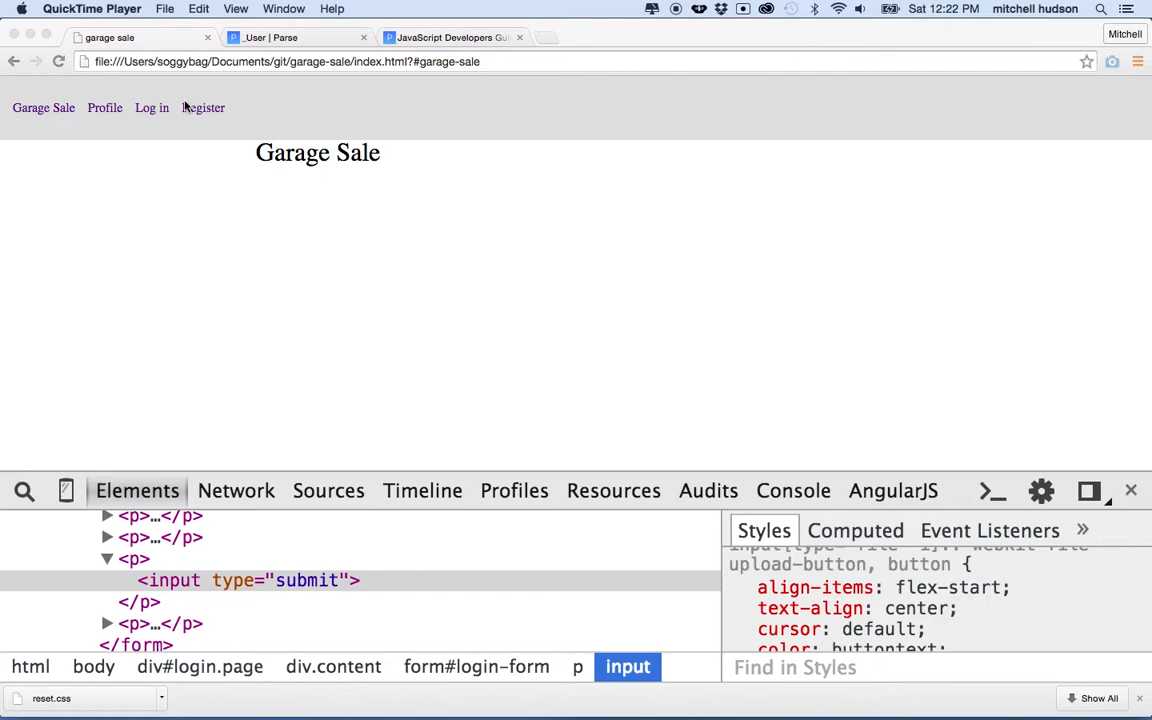 QuickTime Player File Edit View Window Help Sat 12:22 PM mitchell hudson
garage sale × _User | Parse × JavaScript Developers Gui × Mitchell
file:///Users/soggybag/Documents/git/garage-sale/index.html?#garage-sale
Garage Sale Profile Log in Register
Garage Sale
Elements Network Sources Timeline Profiles Resources Audits Console AngularJS
▶<p>…</p>
▶<p>…</p>
▼<p>
<input type="submit">
</p>
▶<p>…</p>
</form>
html body div#login.page div.content form#login-form p input
Styles Computed Event Listeners »
upload-button, button {
align-items: flex-start;
text-align: center;
cursor: default;
color: buttontext;
Find in Styles
reset.css Show All